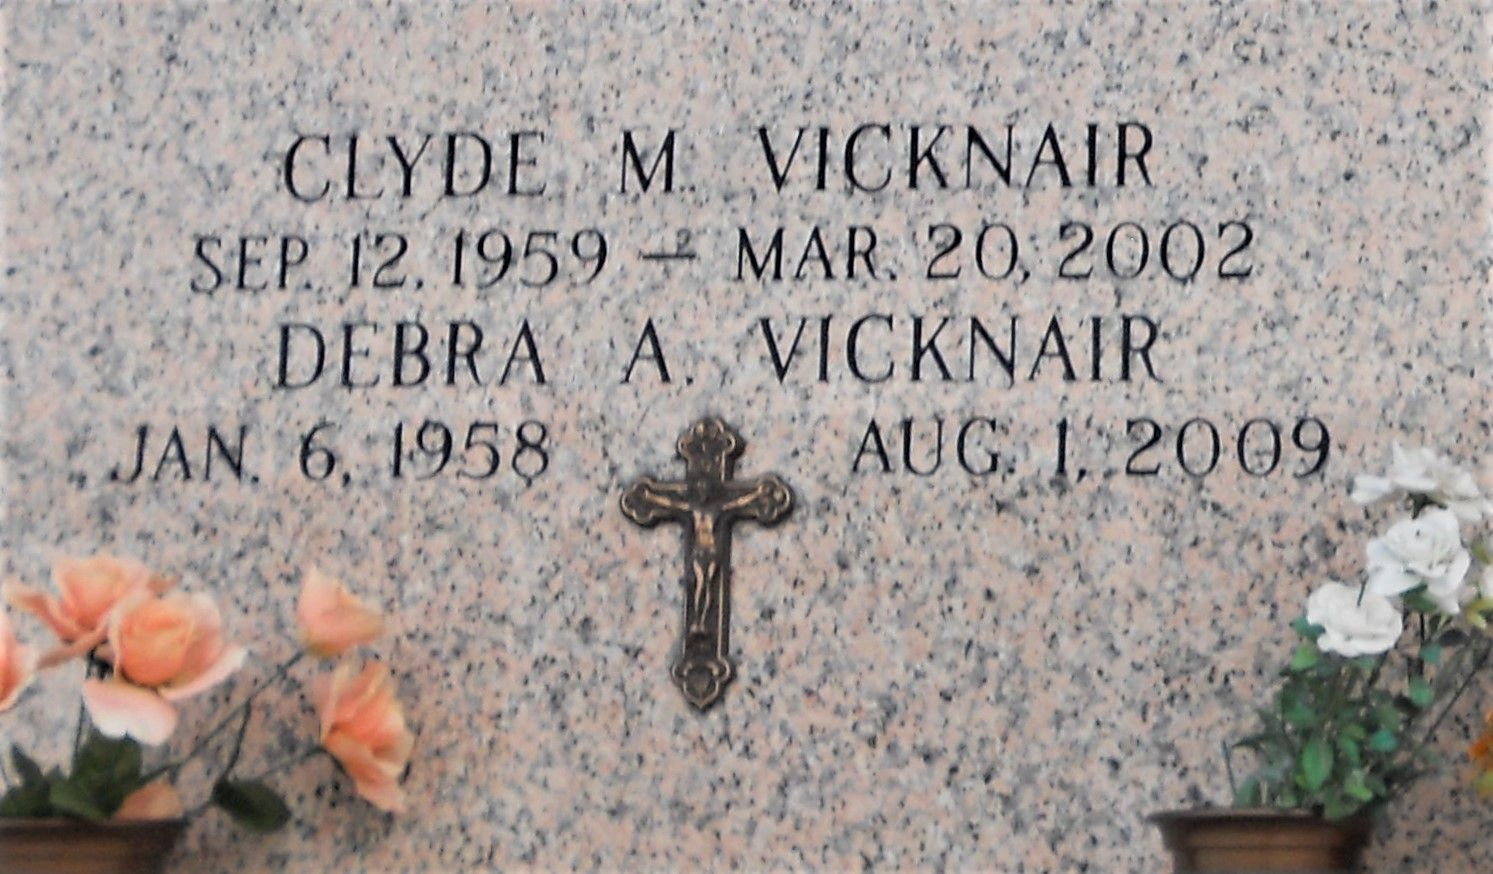 CLYDE M. VICKNAIR
SEP. 12, 1959 - MAR. 20, 2002
DEBRA A. VICKNAIR
JAN. 6, 1958 AUG. 1, 2009